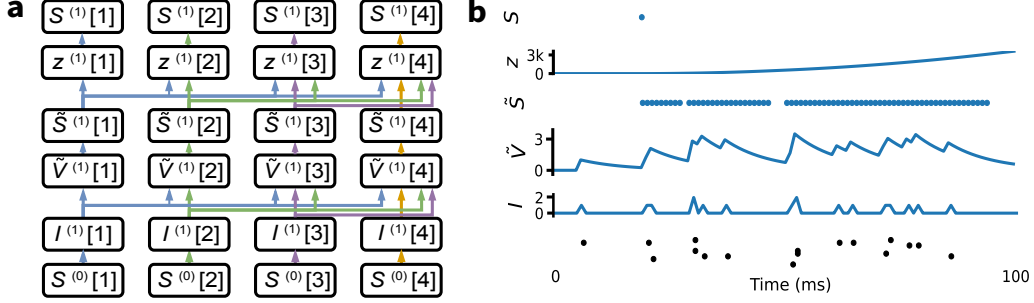 a
S (1) [1] S (1) [2] S (1) [3] S (1) [4]
z (1) [1] z (1) [2] z (1) [3] z (1) [4]
S̃ (1) [1] S̃ (1) [2] S̃ (1) [3] S̃ (1) [4]
Ṽ (1) [1] Ṽ (1) [2] Ṽ (1) [3] Ṽ (1) [4]
I (1) [1] I (1) [2] I (1) [3] I (1) [4]
S (0) [1] S (0) [2] S (0) [3] S (0) [4]
b
S
z 3k
0
S̃
Ṽ 3
0
I 2
0
0 Time (ms) 100